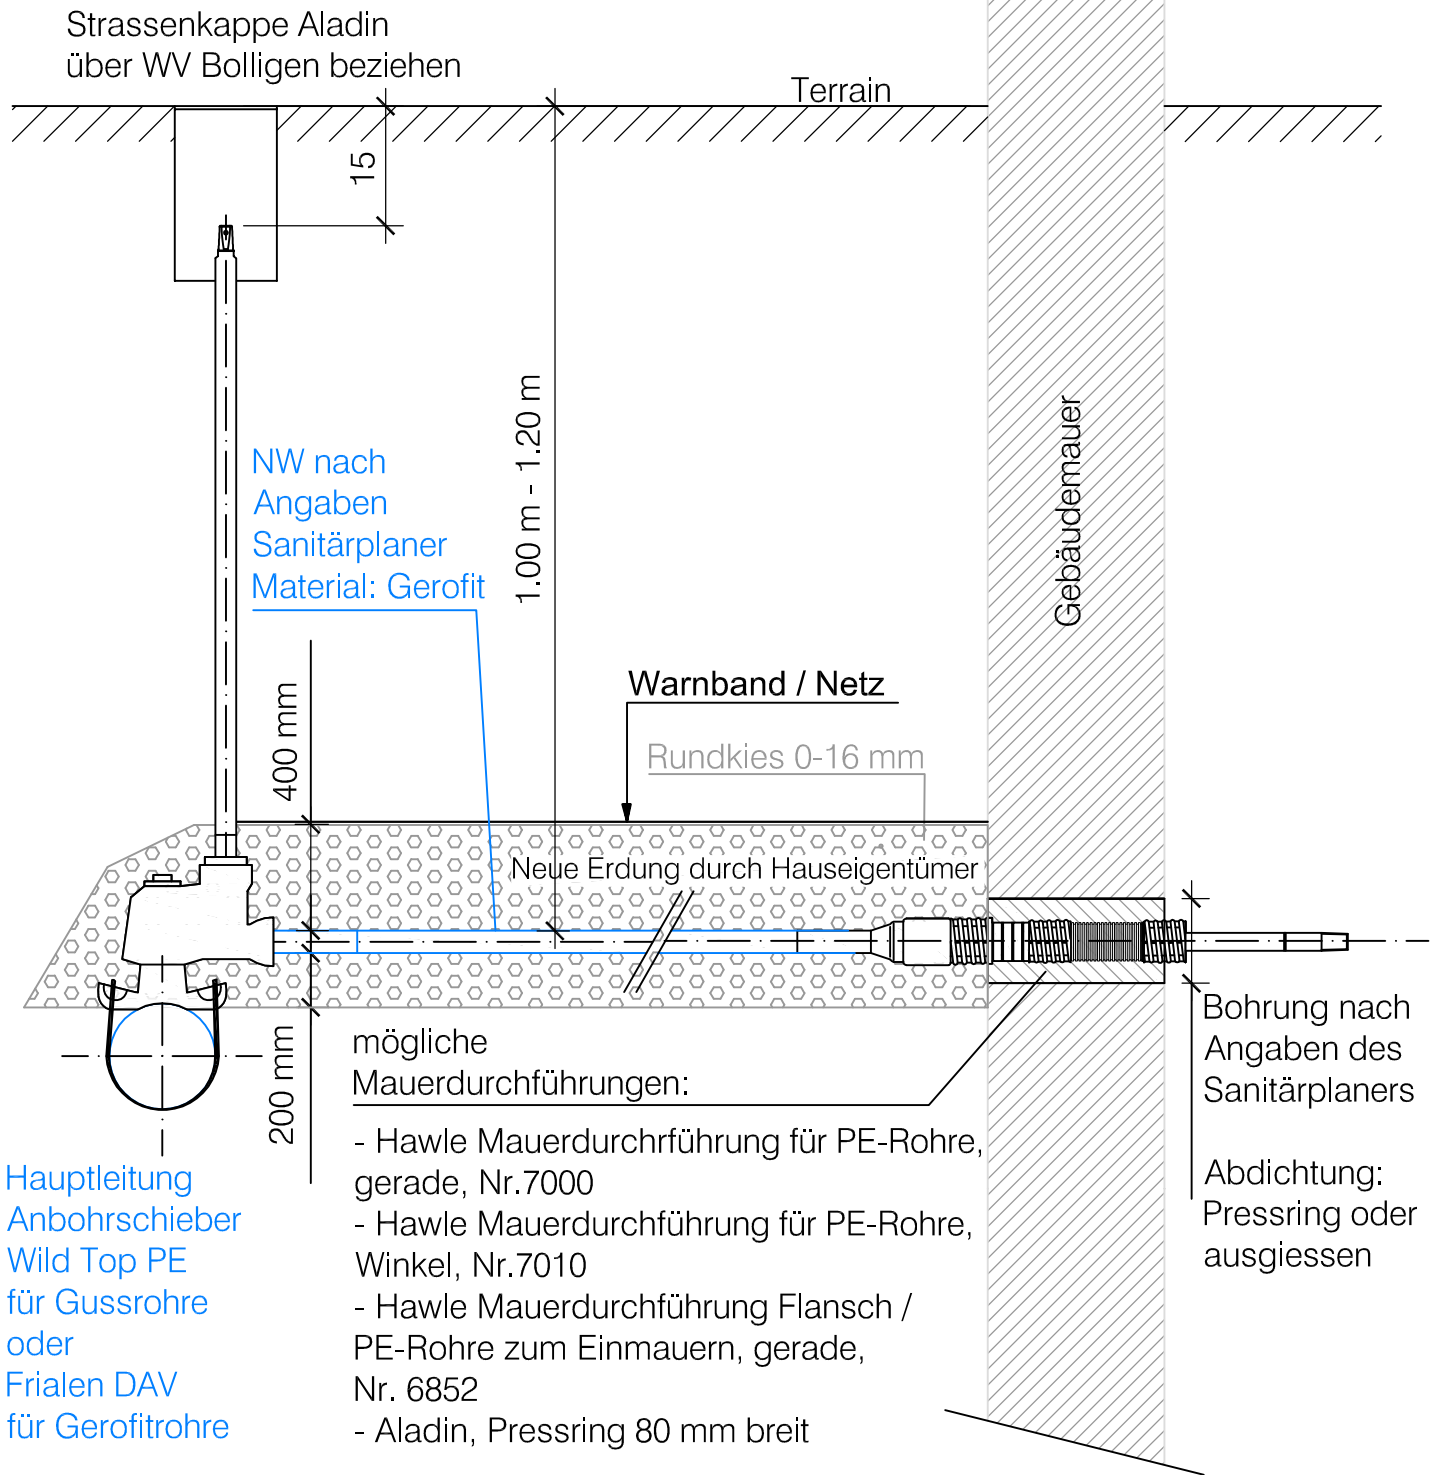 Strassenkappe Aladin
über WV Bolligen beziehen
Terrain
15
1.00 m - 1.20 m
NW nach
Angaben
Sanitärplaner
Material: Gerofit
Gebäudemauer
400 mm
Warnband / Netz
Rundkies 0-16 mm
Neue Erdung durch Hauseigentümer
200 mm
mögliche
Mauerdurchführungen:
- Hawle Mauerdurchrführung für PE-Rohre,
gerade, Nr.7000
- Hawle Mauerdurchführung für PE-Rohre,
Winkel, Nr.7010
- Hawle Mauerdurchführung Flansch /
PE-Rohre zum Einmauern, gerade,
Nr. 6852
- Aladin, Pressring 80 mm breit
Bohrung nach
Angaben des
Sanitärplaners
Abdichtung:
Pressring oder
ausgiessen
Hauptleitung
Anbohrschieber
Wild Top PE
für Gussrohre
oder
Frialen DAV
für Gerofitrohre